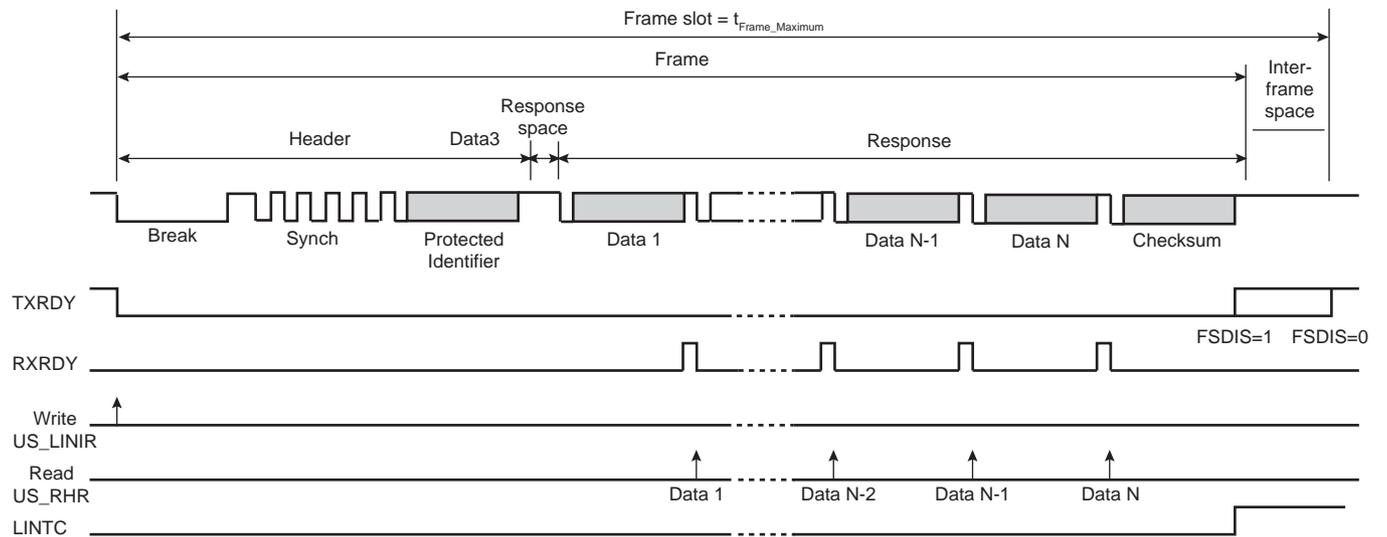 Frame slot = tFrame_Maximum
Frame
Inter-
frame
space
Response
space
Header
Data3
Response
Break
Synch
Protected
Identifier
Data 1
Data N-1
Data N
Checksum
TXRDY
FSDIS=1
FSDIS=0
RXRDY
Write
US_LINIR
Read
US_RHR
Data 1
Data N-2
Data N-1
Data N
LINTC